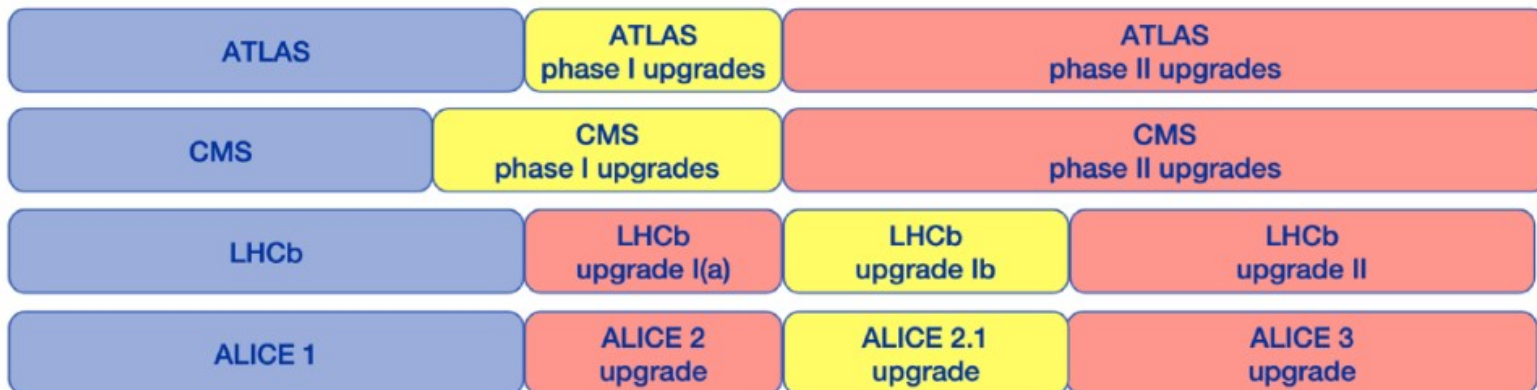 ATLAS
ATLAS
phase I upgrades
ATLAS
phase II upgrades
CMS
CMS
phase I upgrades
CMS
phase II upgrades
LHCb
LHCb
upgrade I(a)
LHCb
upgrade Ib
LHCb
upgrade II
ALICE 1
ALICE 2
upgrade
ALICE 2.1
upgrade
ALICE 3
upgrade